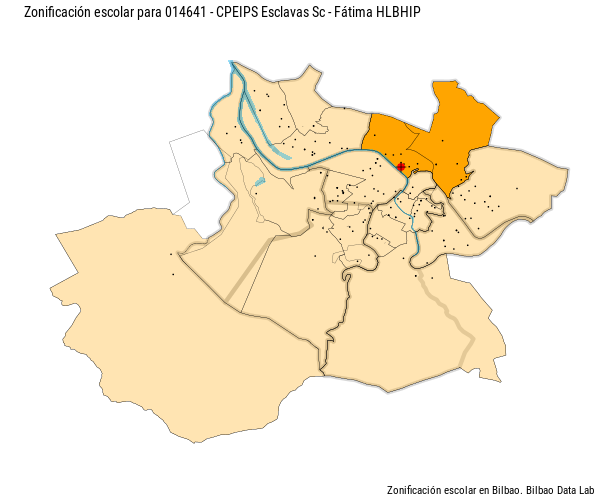 Zonificación escolar para 014641 - CPEIPS Esclavas Sc - Fátima HLBHIP
Zonificación escolar en Bilbao. Bilbao Data Lab